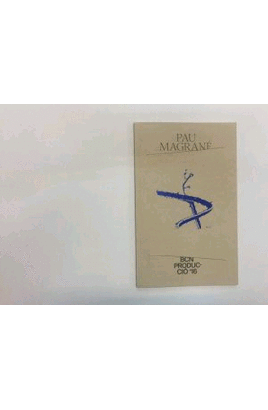 PAU
MAGRANÉ
BCN
PRODUC-
CIÓ '16